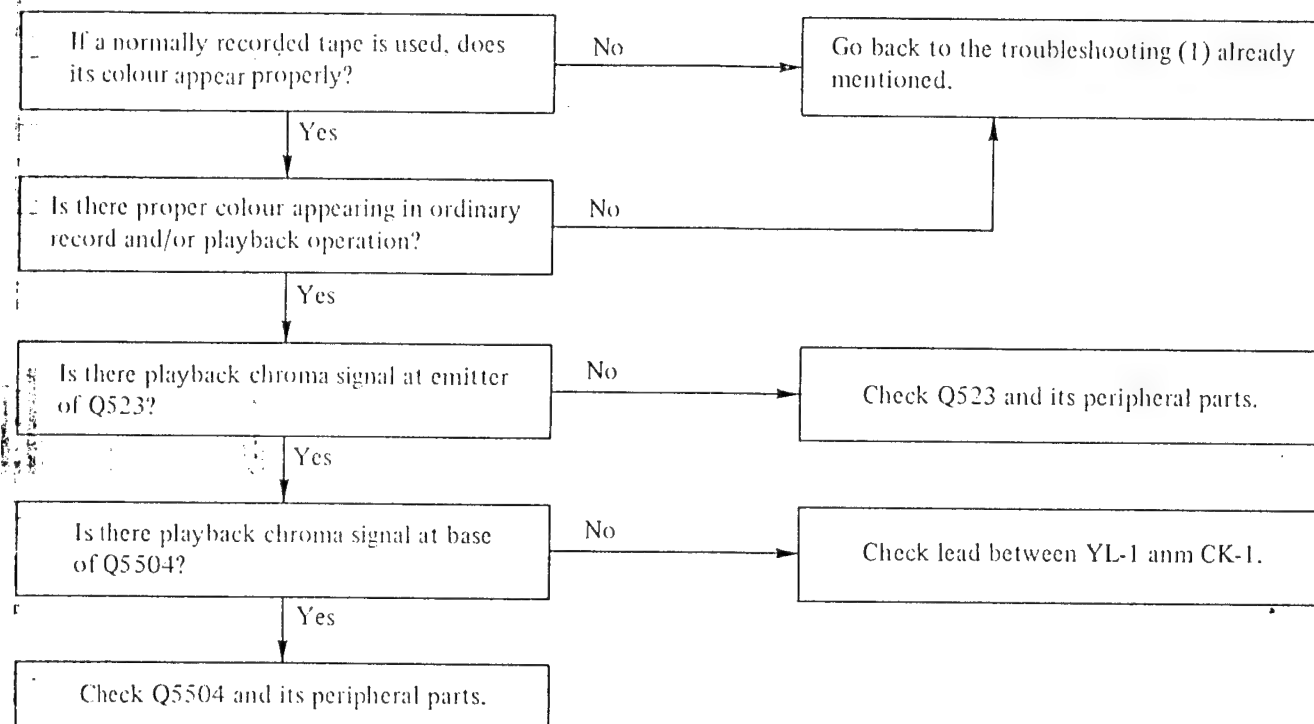 If a normally recorded tape is used, does
its colour appear properly?
No
Go back to the troubleshooting (1) already
mentioned.
Yes
Is there proper colour appearing in ordinary
record and/or playback operation?
No
Yes
Is there playback chroma signal at emitter
of Q523?
No
Check Q523 and its peripheral parts.
Yes
Is there playback chroma signal at base
of Q5504?
No
Check lead between YL-1 anm CK-1.
Yes
Check Q5504 and its peripheral parts.